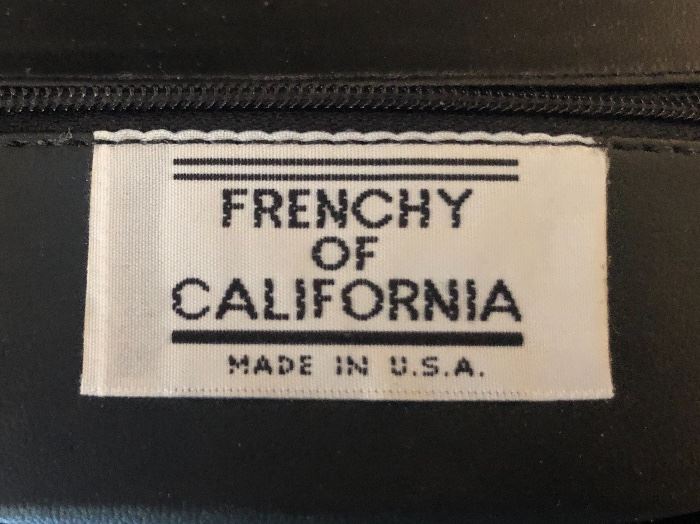 FRENCHY
OF
CALIFORNIA
MADE IN U.S.A.